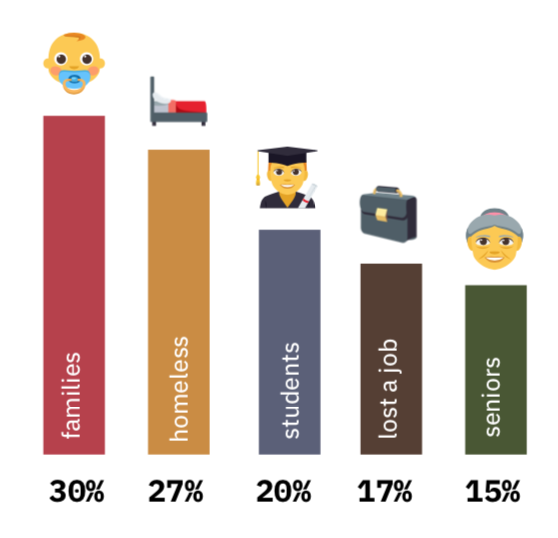 families
homeless
students
lost a job
seniors
30%
27%
20%
17%
15%